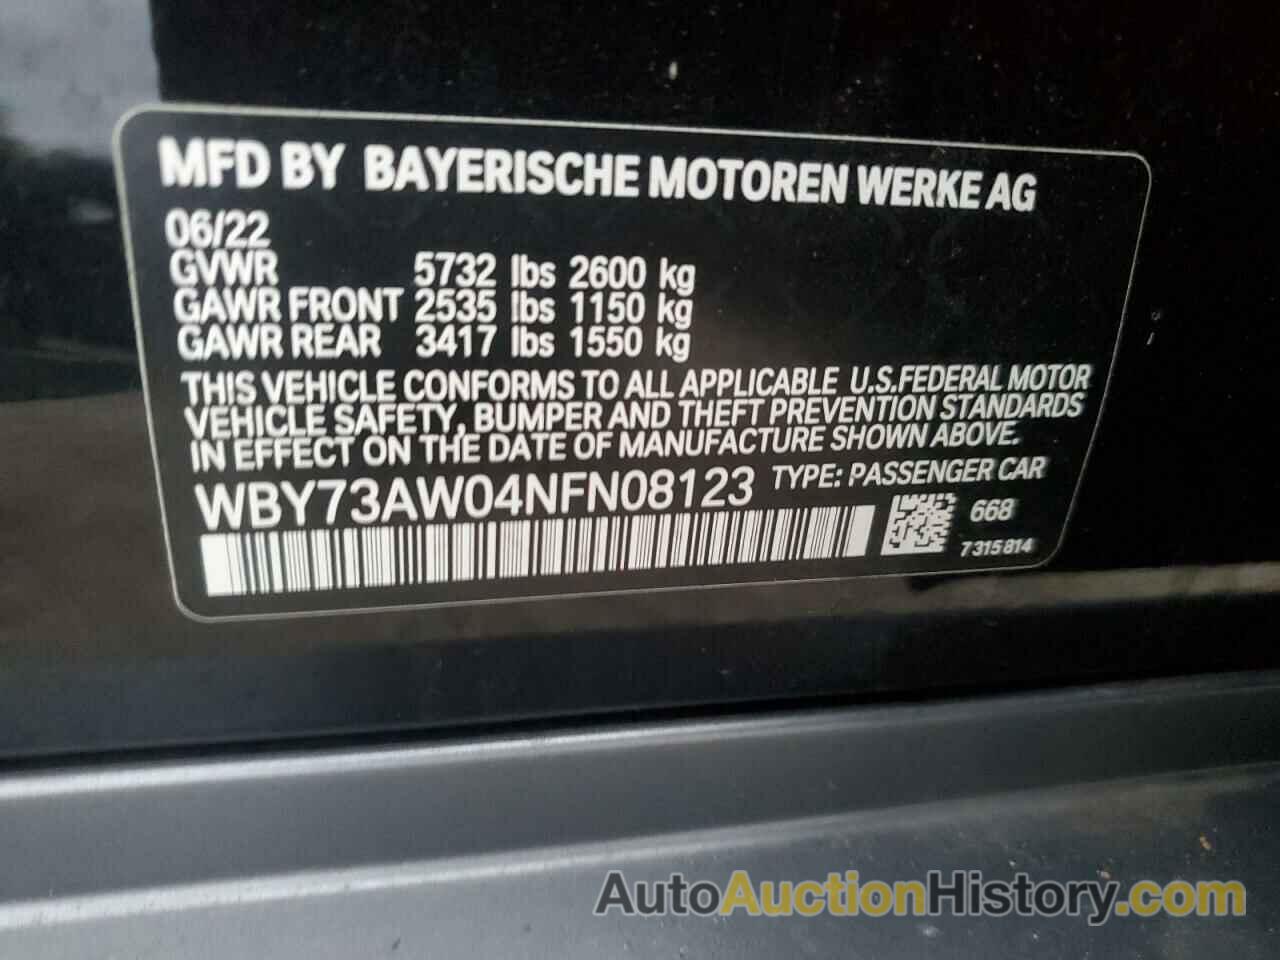 MFD BY BAYERISCHE MOTOREN WERKE AG
06/22
GVWR 5732 lbs 2600 kg
GAWR FRONT 2535 lbs 1150 kg
GAWR REAR 3417 lbs 1550 kg
THIS VEHICLE CONFORMS TO ALL APPLICABLE U.S.FEDERAL MOTOR
VEHICLE SAFETY, BUMPER AND THEFT PREVENTION STANDARDS
IN EFFECT ON THE DATE OF MANUFACTURE SHOWN ABOVE.
WBY73AW04NFN08123 TYPE: PASSENGER CAR
668
7315814
AutoAuctionHistory.com